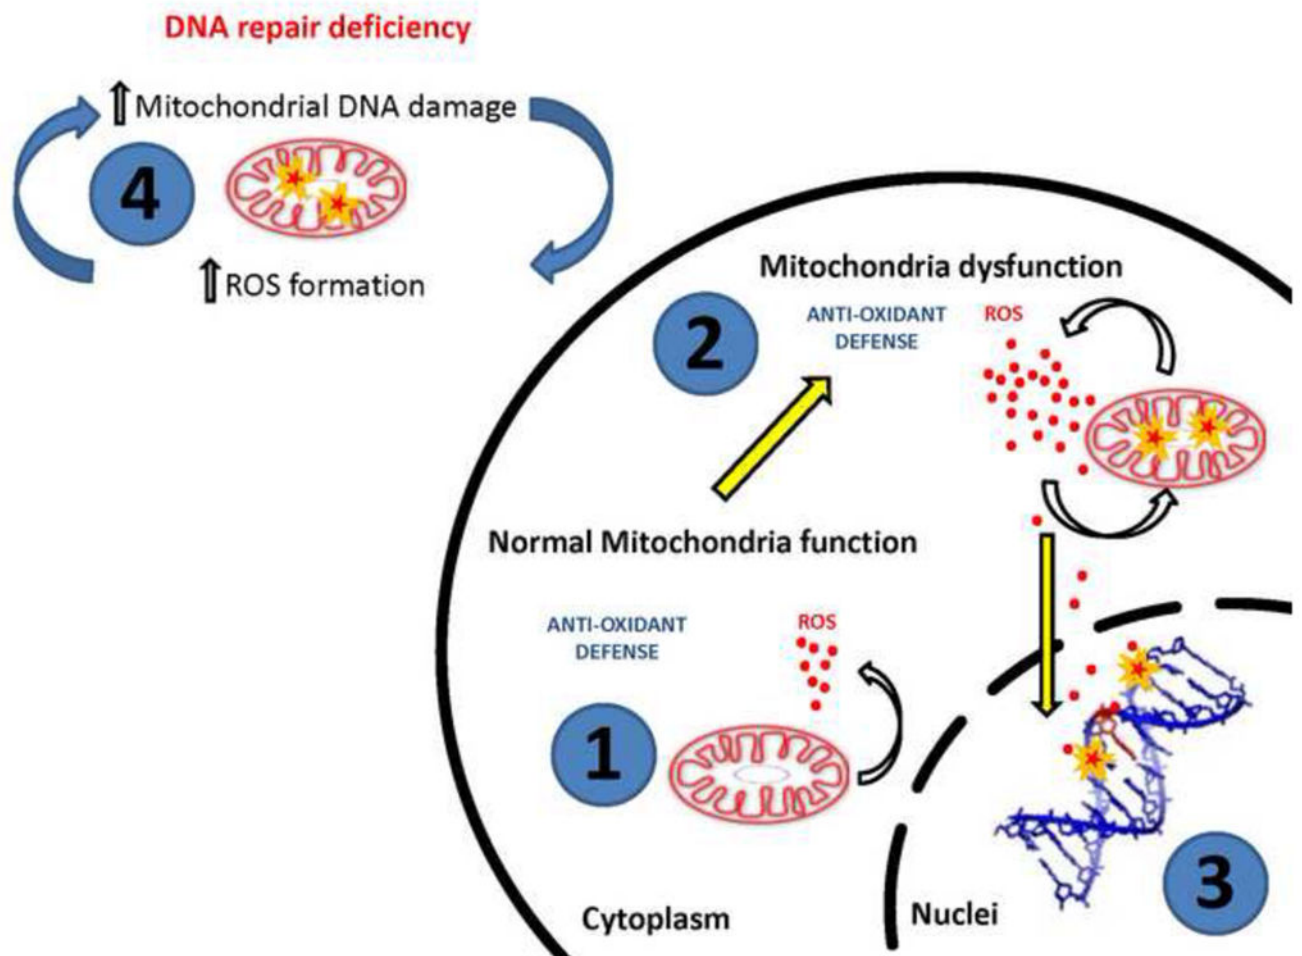 DNA repair deficiency
Mitochondrial DNA damage
4
ROS formation
Mitochondria dysfunction
2
ANTI-OXIDANT
DEFENSE
ROS
Normal Mitochondria function
ANTI-OXIDANT
DEFENSE
ROS
1
3
Cytoplasm
Nuclei